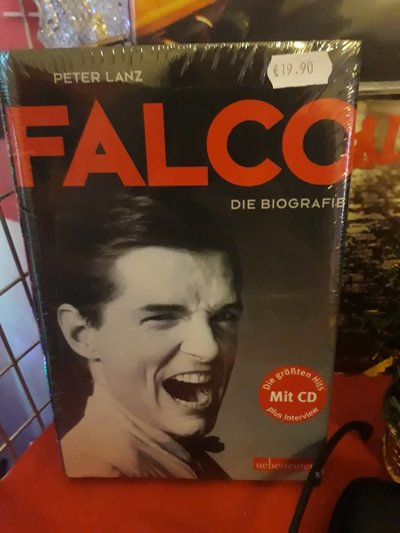 PETER LANZ
€19.90
FALCO
DIE BIOGRAFIE
Die größten Hits
Mit CD
plus Interview
ueberreuter